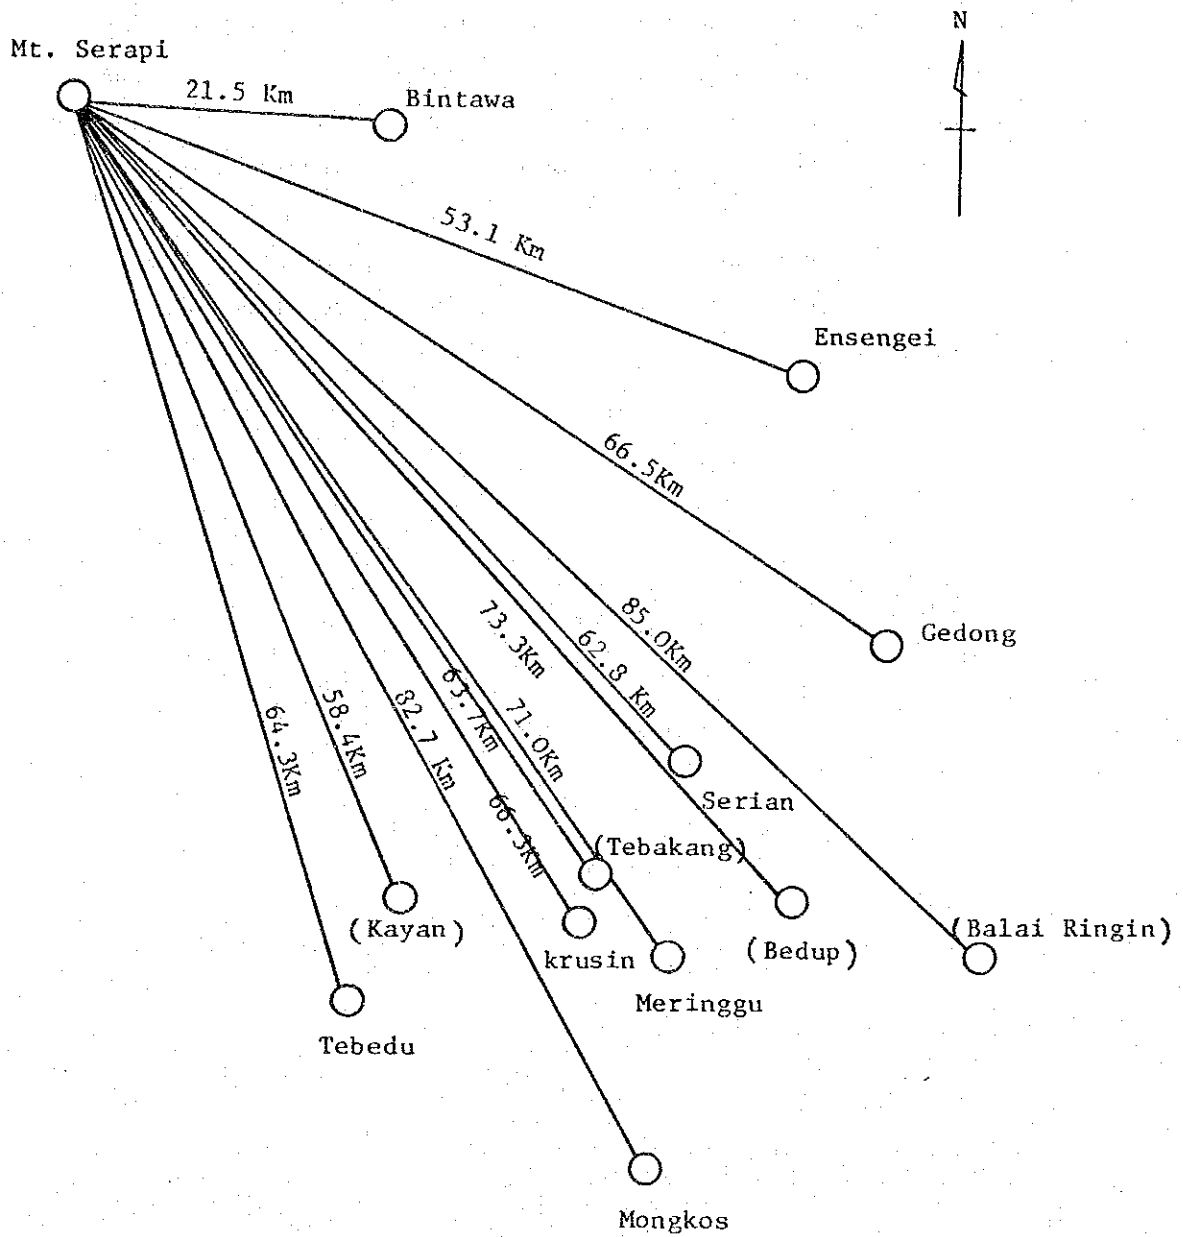 N
Mt. Serapi
21.5 Km
Bintawa
53.1 Km
Ensengei
66.5Km
Gedong
85.0Km
62.8 Km
73.3Km
71.0Km
63.7Km
66.3Km
82.7 Km
58.4Km
64.3Km
Serian
(Tebakang)
(Kayan)
krusin
Meringgu
(Bedup)
(Balai Ringin)
Tebedu
Mongkos